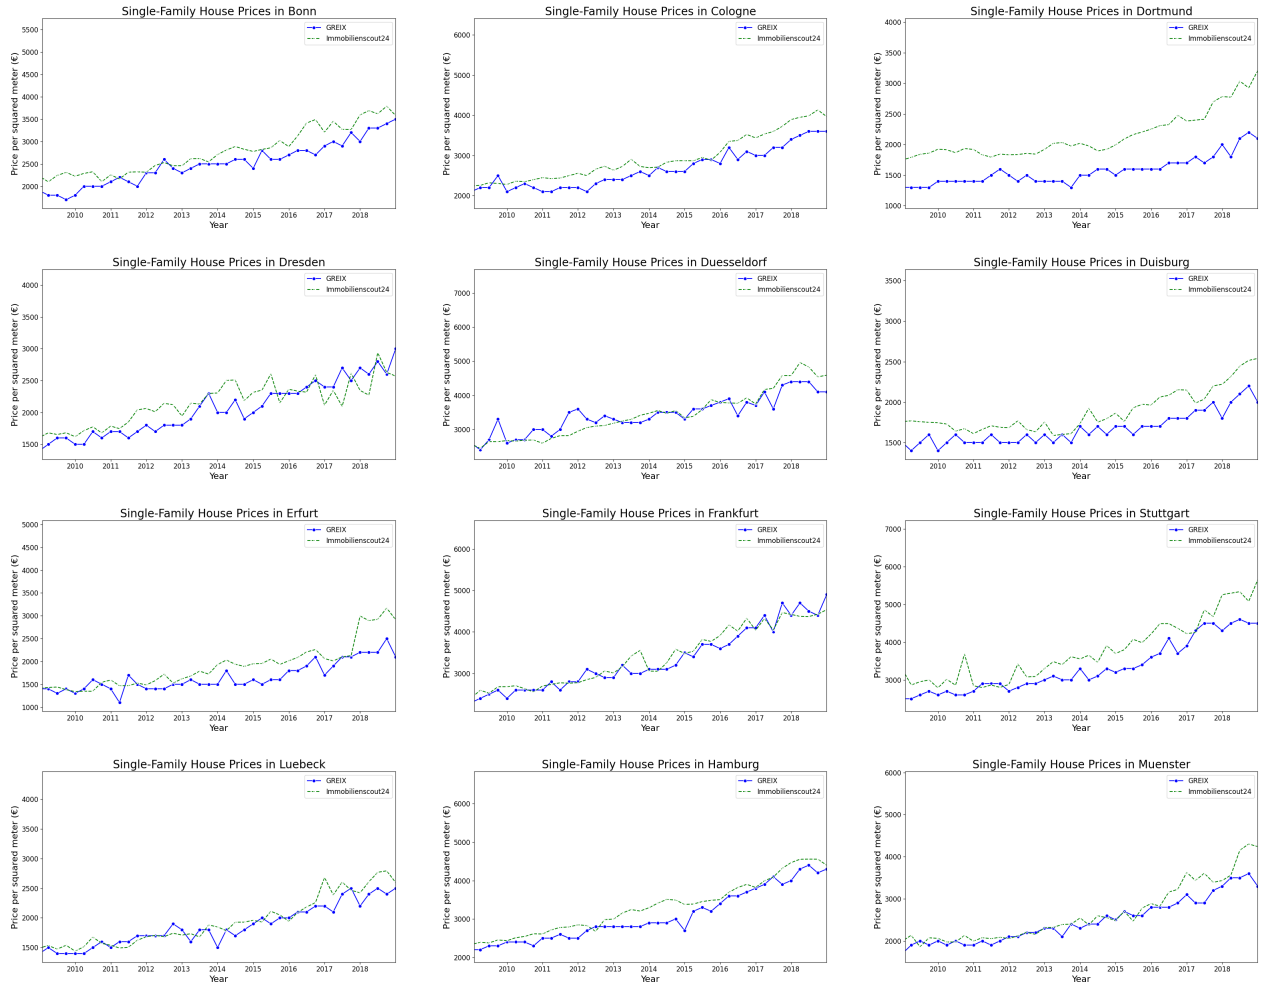 Single-Family House Prices in Bonn
Price per squared meter (€)
5500
5000
4500
4000
3500
3000
2500
2000
GREIX
Immobilienscout24
2010 2011 2012 2013 2014 2015 2016 2017 2018
Year
Single-Family House Prices in Cologne
Price per squared meter (€)
6000
5000
4000
3000
2000
GREIX
Immobilienscout24
2010 2011 2012 2013 2014 2015 2016 2017 2018
Year
Single-Family House Prices in Dortmund
Price per squared meter (€)
4000
3500
3000
2500
2000
1500
1000
GREIX
Immobilienscout24
2010 2011 2012 2013 2014 2015 2016 2017 2018
Year
Single-Family House Prices in Dresden
Price per squared meter (€)
4000
3500
3000
2500
2000
1500
GREIX
Immobilienscout24
2010 2011 2012 2013 2014 2015 2016 2017 2018
Year
Single-Family House Prices in Duesseldorf
Price per squared meter (€)
7000
6000
5000
4000
3000
GREIX
Immobilienscout24
2010 2011 2012 2013 2014 2015 2016 2017 2018
Year
Single-Family House Prices in Duisburg
Price per squared meter (€)
3500
3000
2500
2000
1500
GREIX
Immobilienscout24
2010 2011 2012 2013 2014 2015 2016 2017 2018
Year
Single-Family House Prices in Erfurt
Price per squared meter (€)
5000
4500
4000
3500
3000
2500
2000
1500
1000
GREIX
Immobilienscout24
2010 2011 2012 2013 2014 2015 2016 2017 2018
Year
Single-Family House Prices in Frankfurt
Price per squared meter (€)
6000
5000
4000
3000
GREIX
Immobilienscout24
2010 2011 2012 2013 2014 2015 2016 2017 2018
Year
Single-Family House Prices in Stuttgart
Price per squared meter (€)
7000
6000
5000
4000
3000
GREIX
Immobilienscout24
2010 2011 2012 2013 2014 2015 2016 2017 2018
Year
Single-Family House Prices in Luebeck
Price per squared meter (€)
4000
3500
3000
2500
2000
1500
GREIX
Immobilienscout24
2010 2011 2012 2013 2014 2015 2016 2017 2018
Year
Single-Family House Prices in Hamburg
Price per squared meter (€)
6000
5000
4000
3000
2000
GREIX
Immobilienscout24
2010 2011 2012 2013 2014 2015 2016 2017 2018
Year
Single-Family House Prices in Muenster
Price per squared meter (€)
6000
5000
4000
3000
2000
GREIX
Immobilienscout24
2010 2011 2012 2013 2014 2015 2016 2017 2018
Year